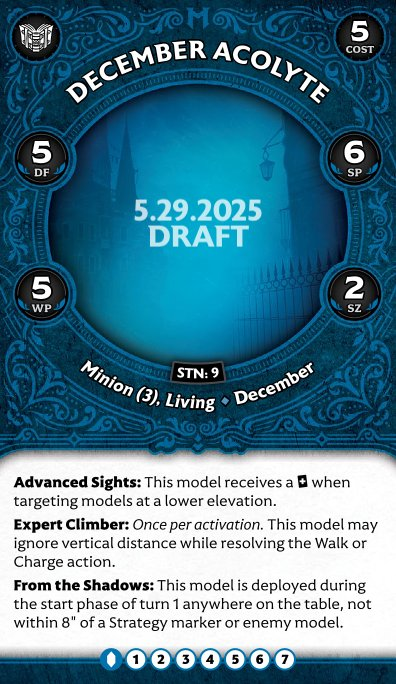 5
COST
DECEMBER ACOLYTE
5
DF
6
SP
5.29.2025
DRAFT
5
WP
2
SZ
STN: 9
Minion (3), Living ◆ December
Advanced Sights: This model receives a when
targeting models at a lower elevation.
Expert Climber: Once per activation. This model may
ignore vertical distance while resolving the Walk or
Charge action.
From the Shadows: This model is deployed during
the start phase of turn 1 anywhere on the table, not
within 8" of a Strategy marker or enemy model.
1 2 3 4 5 6 7